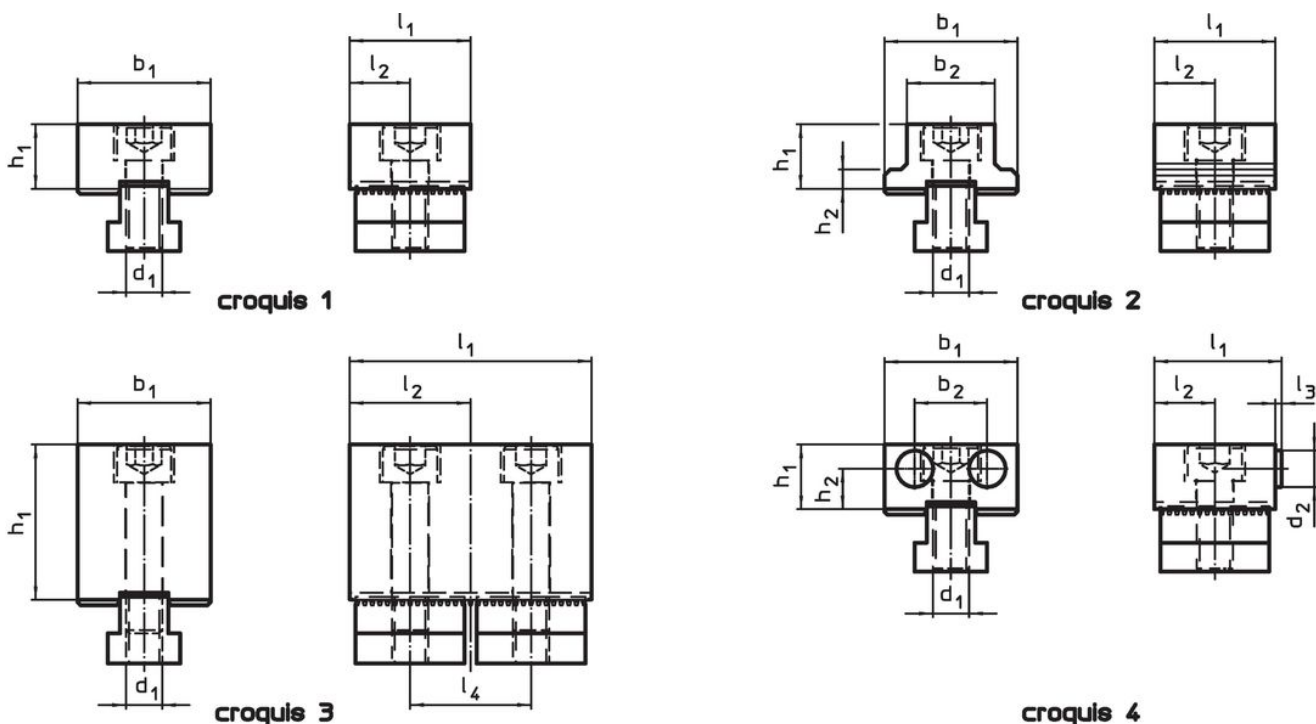 l₁
l₂
b₁
h₁
d₁
croquis 1
b₁
b₂
l₁
l₂
h₁
h₂
d₁
croquis 2
l₁
b₁
l₂
h₁
d₁
l₄
croquis 3
b₁
l₁
b₂
l₂
l₃
h₁
h₂
d₂
d₁
croquis 4